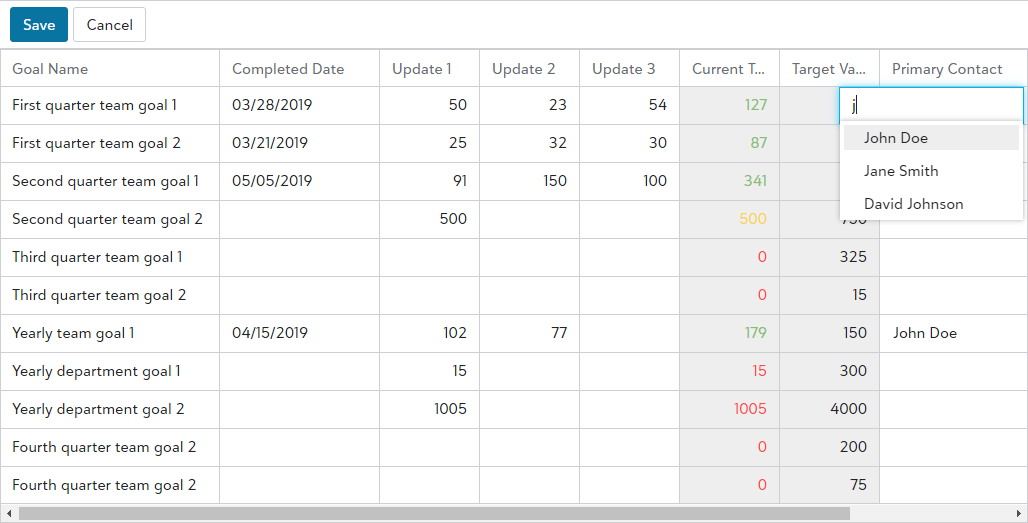 Save Cancel
Goal Name Completed Date Update 1 Update 2 Update 3 Current T... Target Va... Primary Contact
First quarter team goal 1 03/28/2019 50 23 54 127 j
First quarter team goal 2 03/21/2019 25 32 30 87 John Doe
Second quarter team goal 1 05/05/2019 91 150 100 341 Jane Smith
David Johnson
Second quarter team goal 2 500 500 750
Third quarter team goal 1 0 325
Third quarter team goal 2 0 15
Yearly team goal 1 04/15/2019 102 77 179 150 John Doe
Yearly department goal 1 15 15 300
Yearly department goal 2 1005 1005 4000
Fourth quarter team goal 2 0 200
Fourth quarter team goal 2 0 75